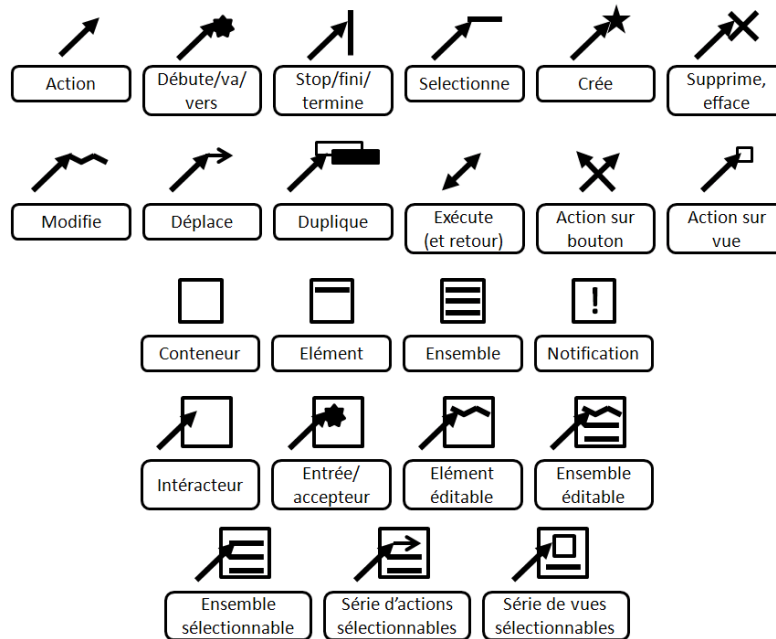 Action
Débute/va/
vers
Stop/fini/
termine
Selectionne
Crée
Supprime,
efface
Modifie
Déplace
Duplique
Exécute
(et retour)
Action sur
bouton
Action sur
vue
!
Conteneur
Elément
Ensemble
Notification
Intéracteur
Entrée/
accepteur
Elément
éditable
Ensemble
éditable
Ensemble
sélectionnable
Série d'actions
sélectionnables
Série de vues
sélectionnables